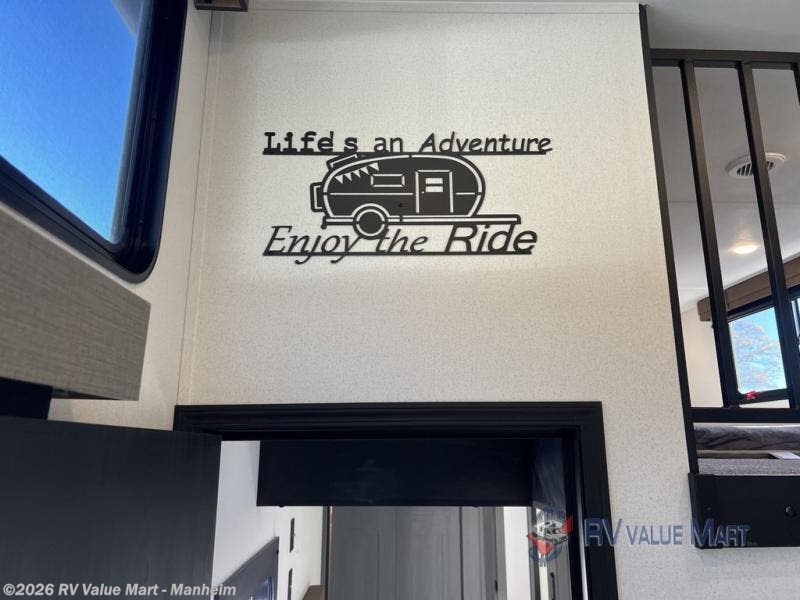 Life's an Adventure
Enjoy the Ride
RV Value Mart
©2026 RV Value Mart - Manheim